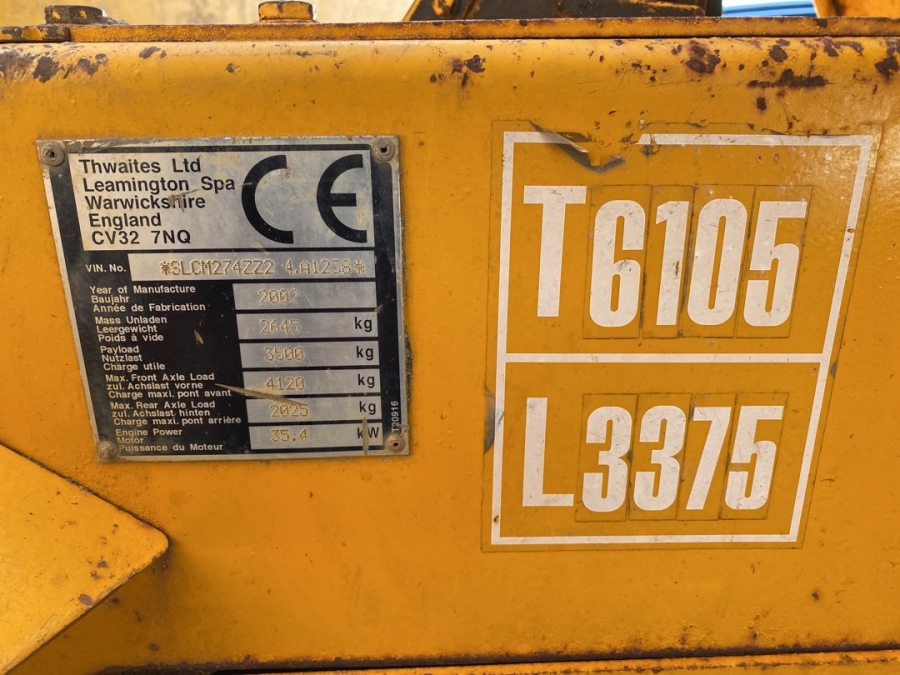 Thwaites Ltd
Leamington Spa
Warwickshire
England
CV32 7NQ
CE
VIN. No. *SLCM274ZZ2 4.A1238*
Year of Manufacture
Baujahr
Année de Fabrication
2002
Mass Unladen
Leergewicht
Poids à vide
2645 kg
Payload
Nutzlast
Charge utile
3500 kg
Max. Front Axle Load
zul. Achslast vorne
Charge maxi. pont avant
4120 kg
Max. Rear Axle Load
zul. Achslast hinten
Charge maxi. pont arrière
2025 kg
Engine Power
Motor
Puissance du Moteur
35.4 kW
T20916
T6105
L3375